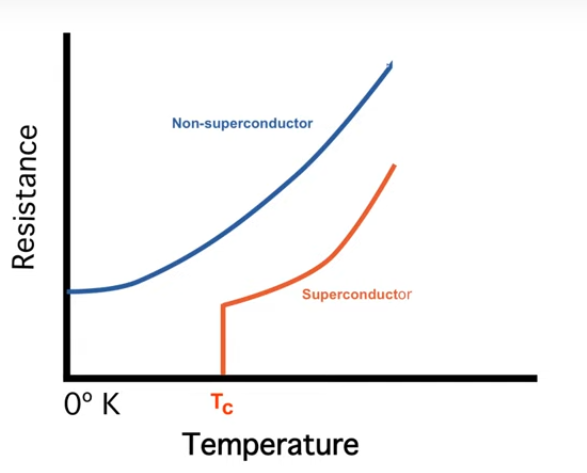 Resistance
Non-superconductor
Superconductor
0° K
Tc
Temperature